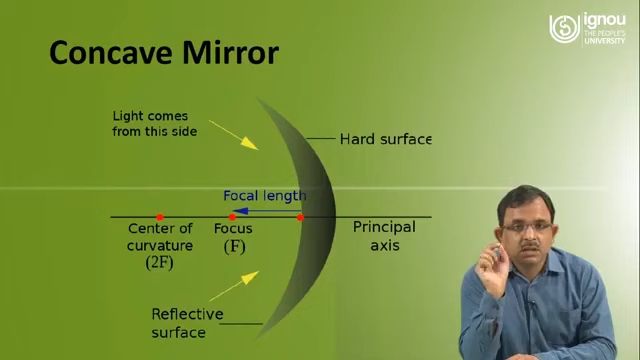 Concave Mirror
ignou
THE PEOPLE'S
UNIVERSITY
Light comes
from this side
Hard surface
Focal length
Center of
curvature
(2F)
Focus
(F)
Principal
axis
Reflective
surface